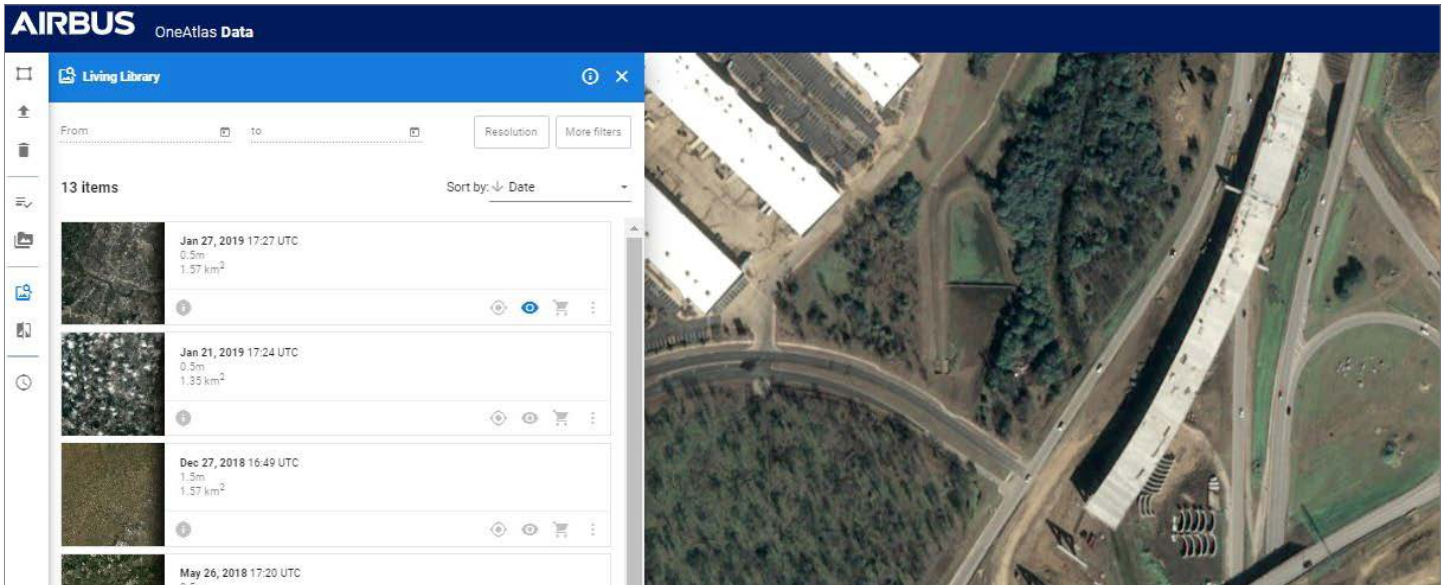 AIRBUS OneAtlas Data
Living Library
From to Resolution More filters
13 items Sort by: Date
Jan 27, 2019 17:27 UTC
0.5m
1.57 km²
Jan 21, 2019 17:24 UTC
0.5m
1.35 km²
Dec 27, 2018 16:49 UTC
1.5m
1.57 km²
May 26, 2018 17:20 UTC